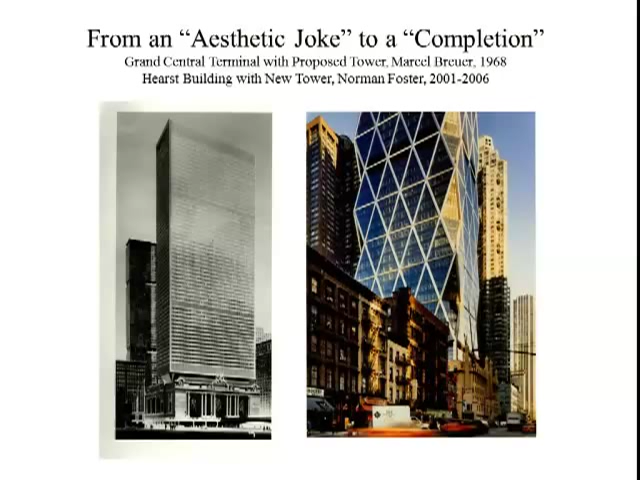 From an “Aesthetic Joke” to a “Completion”
Grand Central Terminal with Proposed Tower, Marcel Breuer, 1968
Hearst Building with New Tower, Norman Foster, 2001-2006